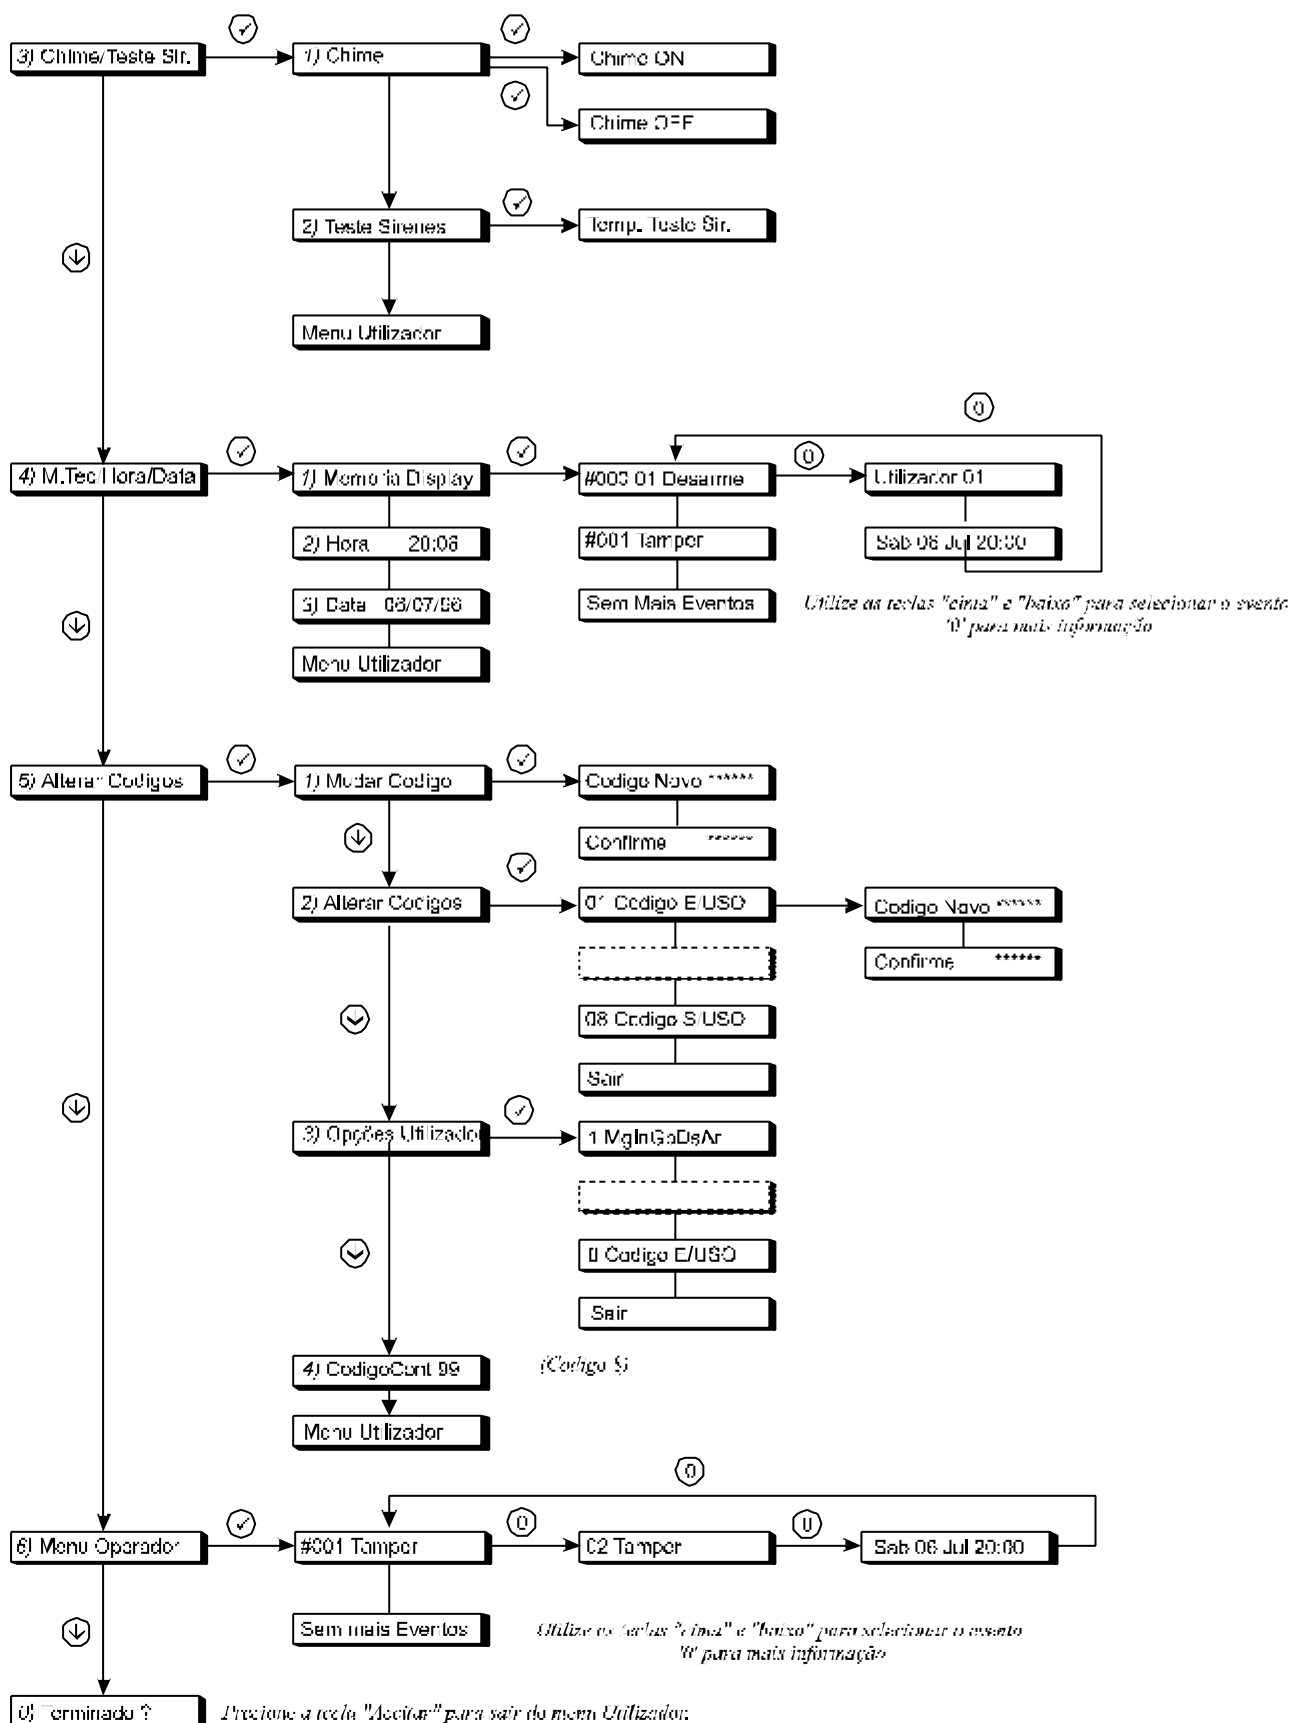 3) Chime/Teste Sir.
1) Chime
Chime ON
Chime OFF
2) Teste Sirenes
Temp. Teste Sir.
Menu Utilizador
0
4) M.Tec/Hora/Data
1) Memoria Display
#000 01 Desarme
0
Utilizador 01
2) Hora 20:06
#001 Tamper
Sab 06 Jul 20:00
3) Data 06/07/96
Sem Mais Eventos
Utilize as teclas "cima" e "baixo" para selecionar o evento
'0' para mais informação
Menu Utilizador
5) Alterar Codigos
1) Mudar Codigo
Codigo Novo ******
Confirme ******
2) Alterar Codigos
01 Codigo E/USO
Codigo Novo ******
Confirme ******
08 Codigo S/USO
Sair
3) Opções Utilizador
1 MgInGoDsAr
Codigo E/USO
Sair
4) CodigoCont 99
(Codigo S)
Menu Utilizador
0
6) Menu Operador
#001 Tamper
0
02 Tamper
0
Sab 06 Jul 20:00
Sem mais Eventos
Utilize as teclas "cima" e "baixo" para selecionar o evento
'0' para mais informação
0) Terminado ?
Precione a tecla "Aceitar" para sair do menu Utilizador.